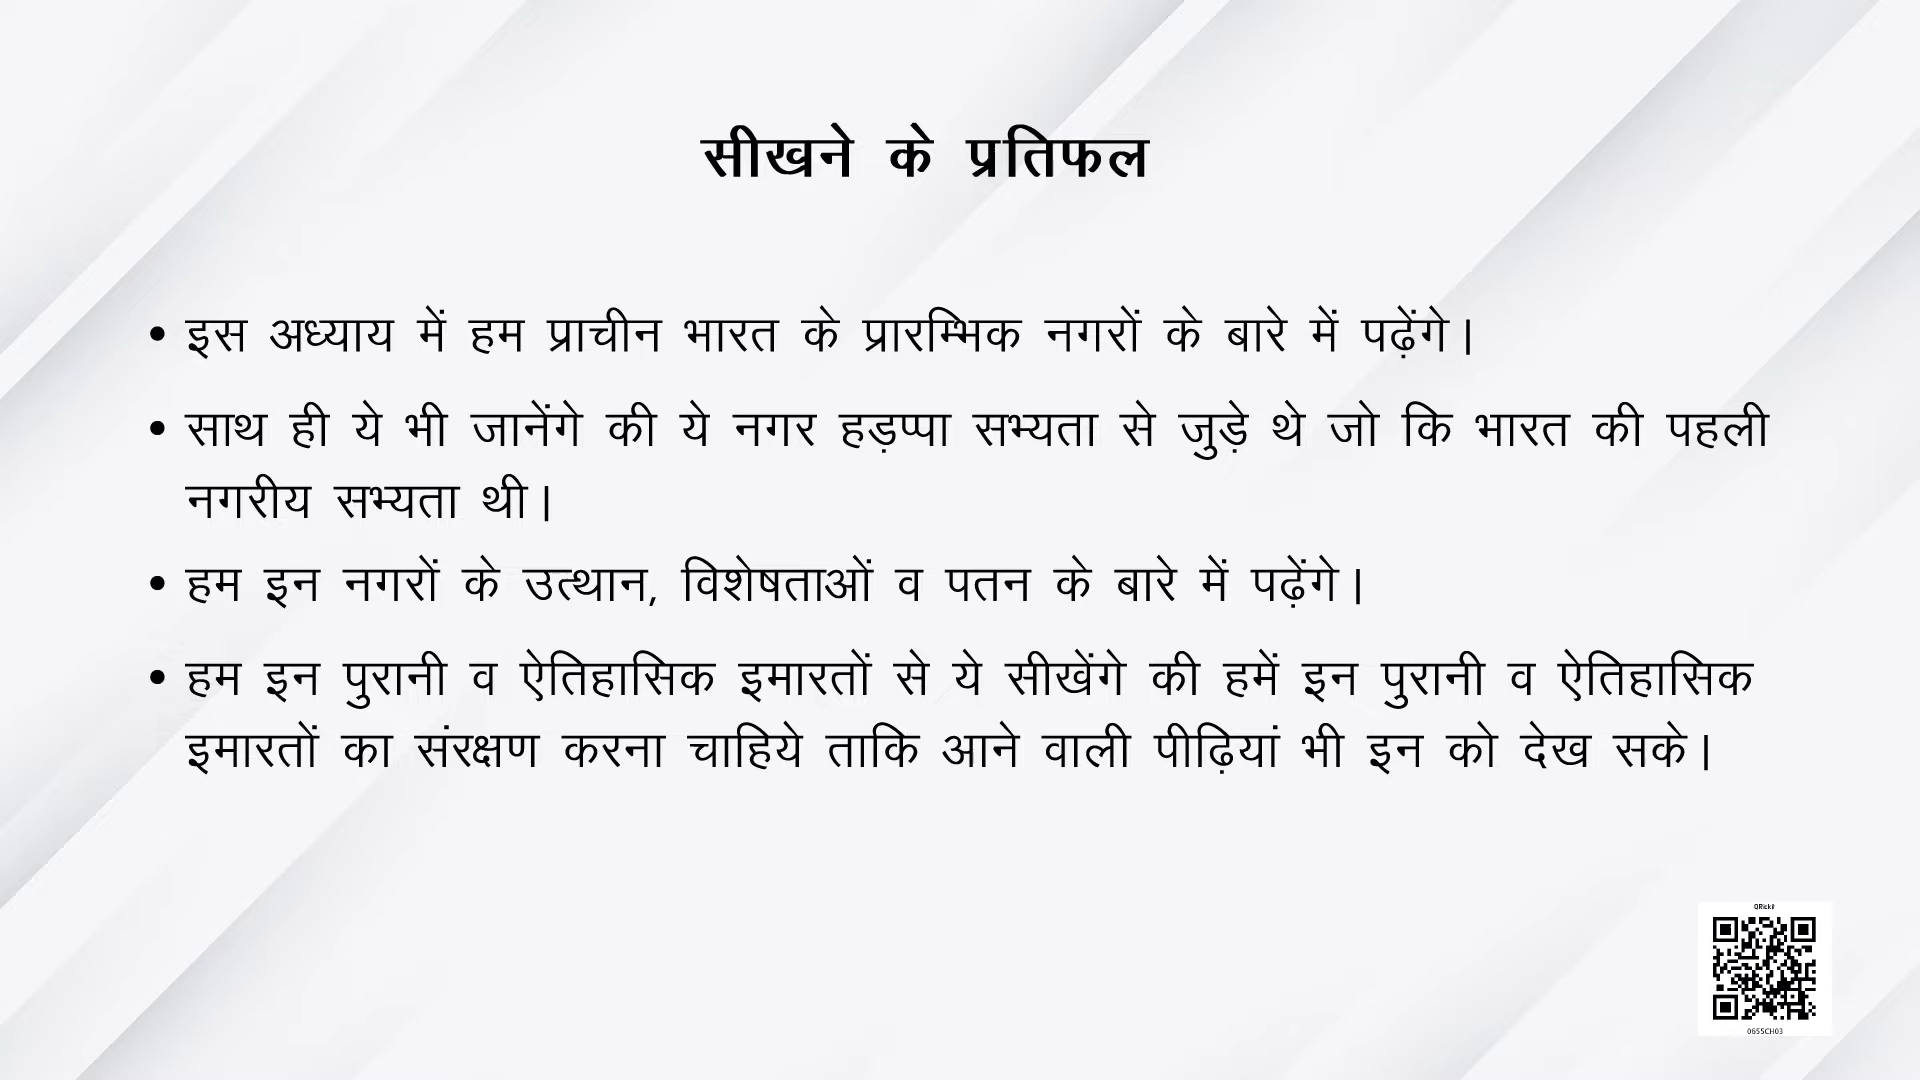 सीखने के प्रतिफल
• इस अध्याय में हम प्राचीन भारत के प्रारम्भिक नगरों के बारे में पढ़ेंगे।
• साथ ही ये भी जानेंगे की ये नगर हड़प्पा सभ्यता से जुड़े थे जो कि भारत की पहली
नगरीय सभ्यता थी।
• हम इन नगरों के उत्थान, विशेषताओं व पतन के बारे में पढ़ेंगे।
• हम इन पुरानी व ऐतिहासिक इमारतों से ये सीखेंगे की हमें इन पुरानी व ऐतिहासिक
इमारतों का संरक्षण करना चाहिये ताकि आने वाली पीढ़ियां भी इन को देख सके।
QRickit
0655CH03